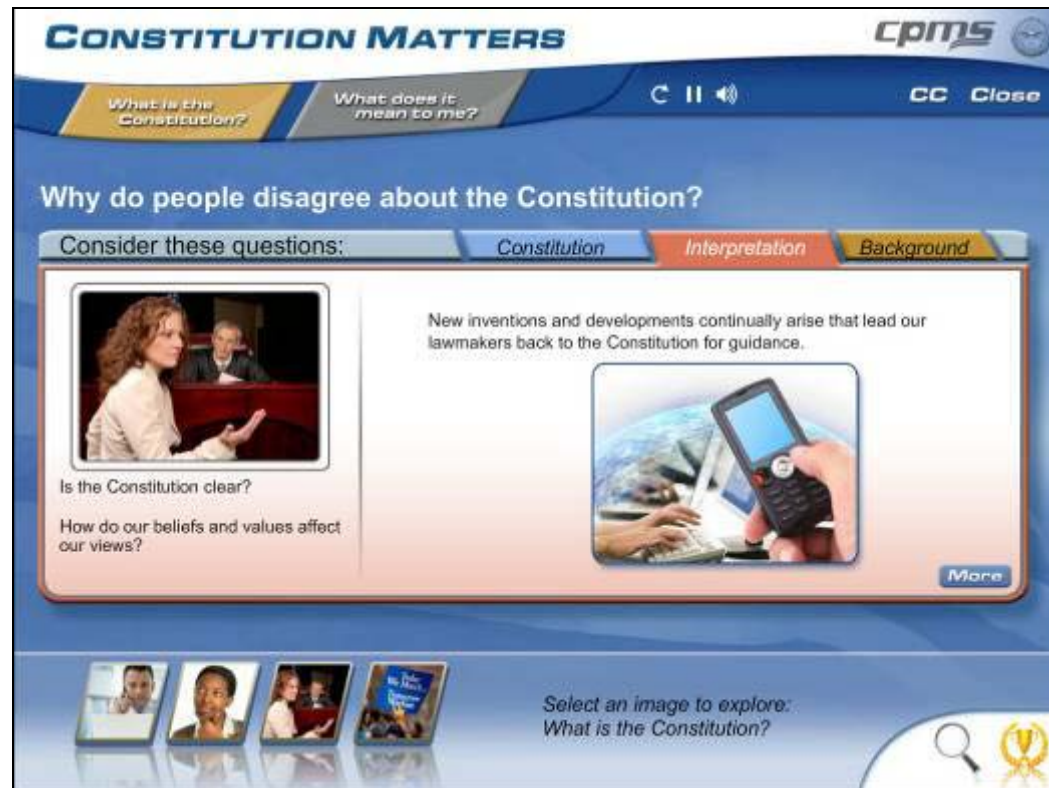 CONSTITUTION MATTERS
cpms
What is the
Constitution?
What does it
mean to me?
CC Close
Why do people disagree about the Constitution?
Consider these questions:
Constitution
Interpretation
Background
New inventions and developments continually arise that lead our
lawmakers back to the Constitution for guidance.
Is the Constitution clear?
How do our beliefs and values affect
our views?
More
Select an image to explore:
What is the Constitution?